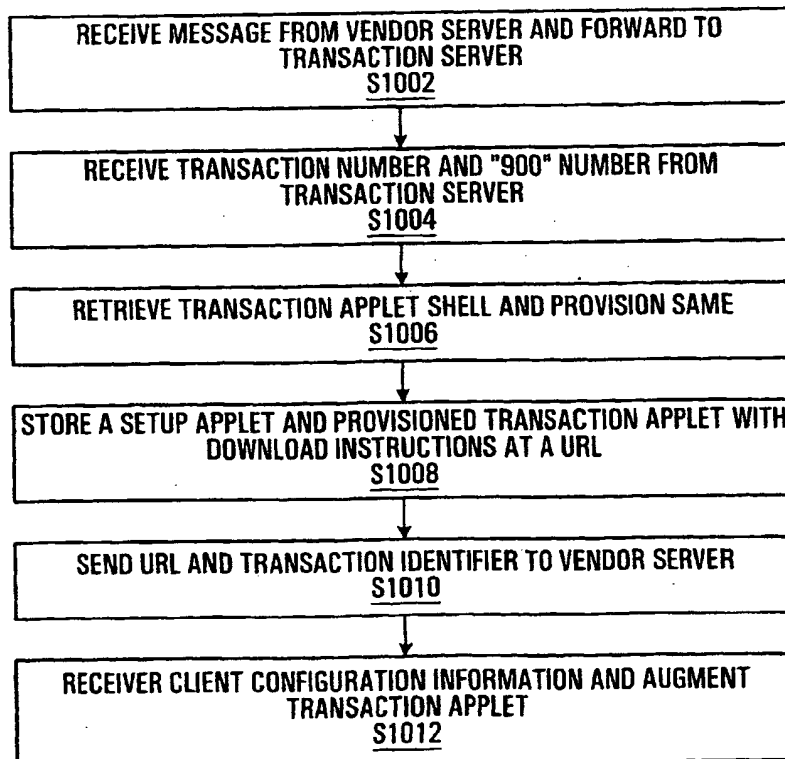 RECEIVE MESSAGE FROM VENDOR SERVER AND FORWARD TO
TRANSACTION SERVER
S1002
RECEIVE TRANSACTION NUMBER AND "900" NUMBER FROM
TRANSACTION SERVER
S1004
RETRIEVE TRANSACTION APPLET SHELL AND PROVISION SAME
S1006
STORE A SETUP APPLET AND PROVISIONED TRANSACTION APPLET WITH
DOWNLOAD INSTRUCTIONS AT A URL
S1008
SEND URL AND TRANSACTION IDENTIFIER TO VENDOR SERVER
S1010
RECEIVER CLIENT CONFIGURATION INFORMATION AND AUGMENT
TRANSACTION APPLET
S1012